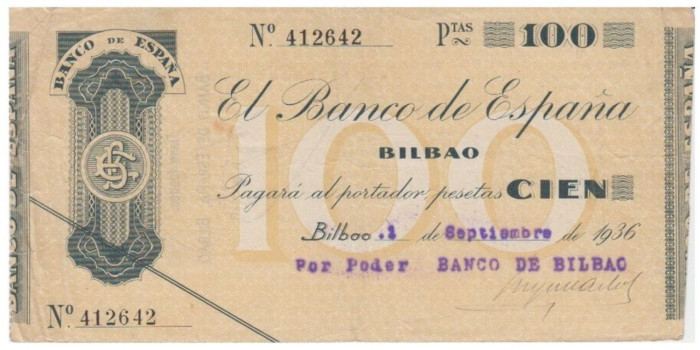 BANCO DE ESPAÑA
Nº 412642 PTAS 100
El Banco de España
100
BILBAO
Pagará al portador pesetas CIEN
Bilbao 1 de Septiembre de 1936
Por Poder BANCO DE BILBAO
Nº 412642